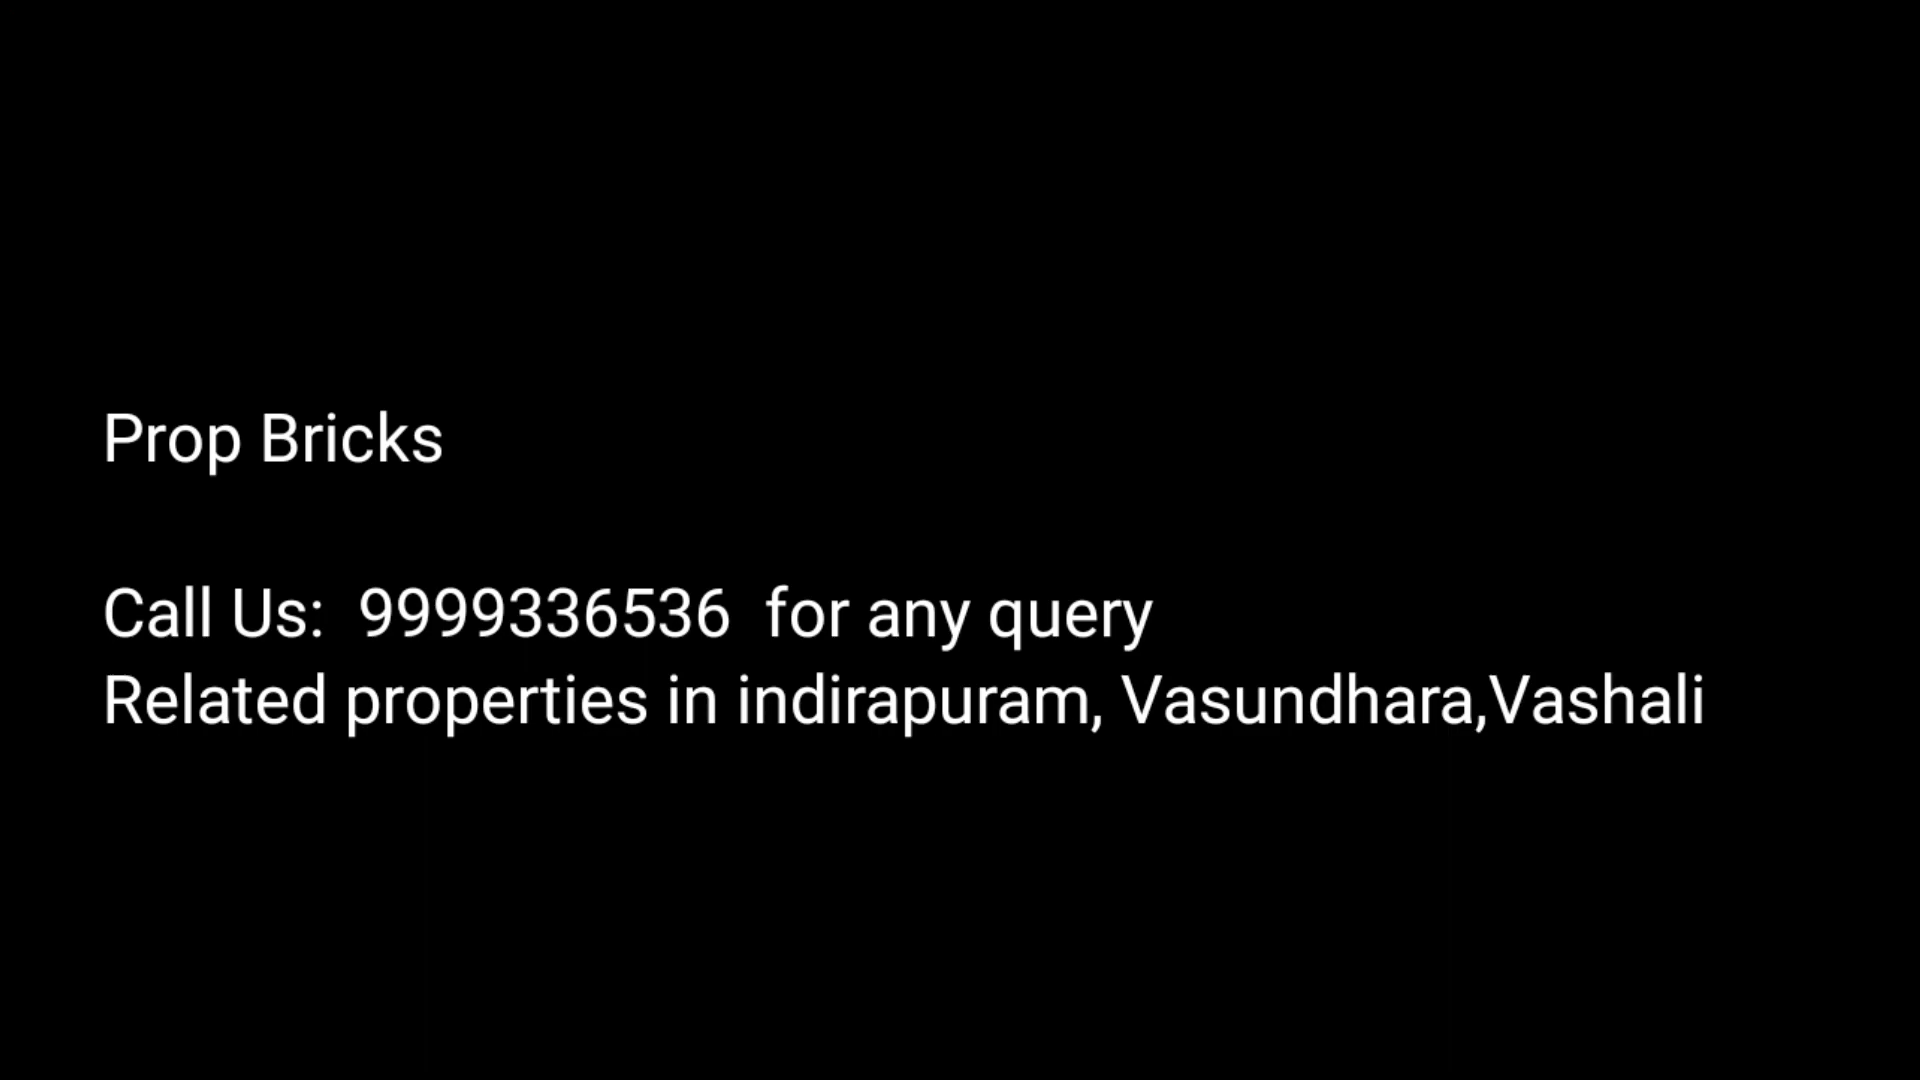 Prop Bricks
Call Us:  9999336536  for any query
Related properties in indirapuram, Vasundhara,Vashali